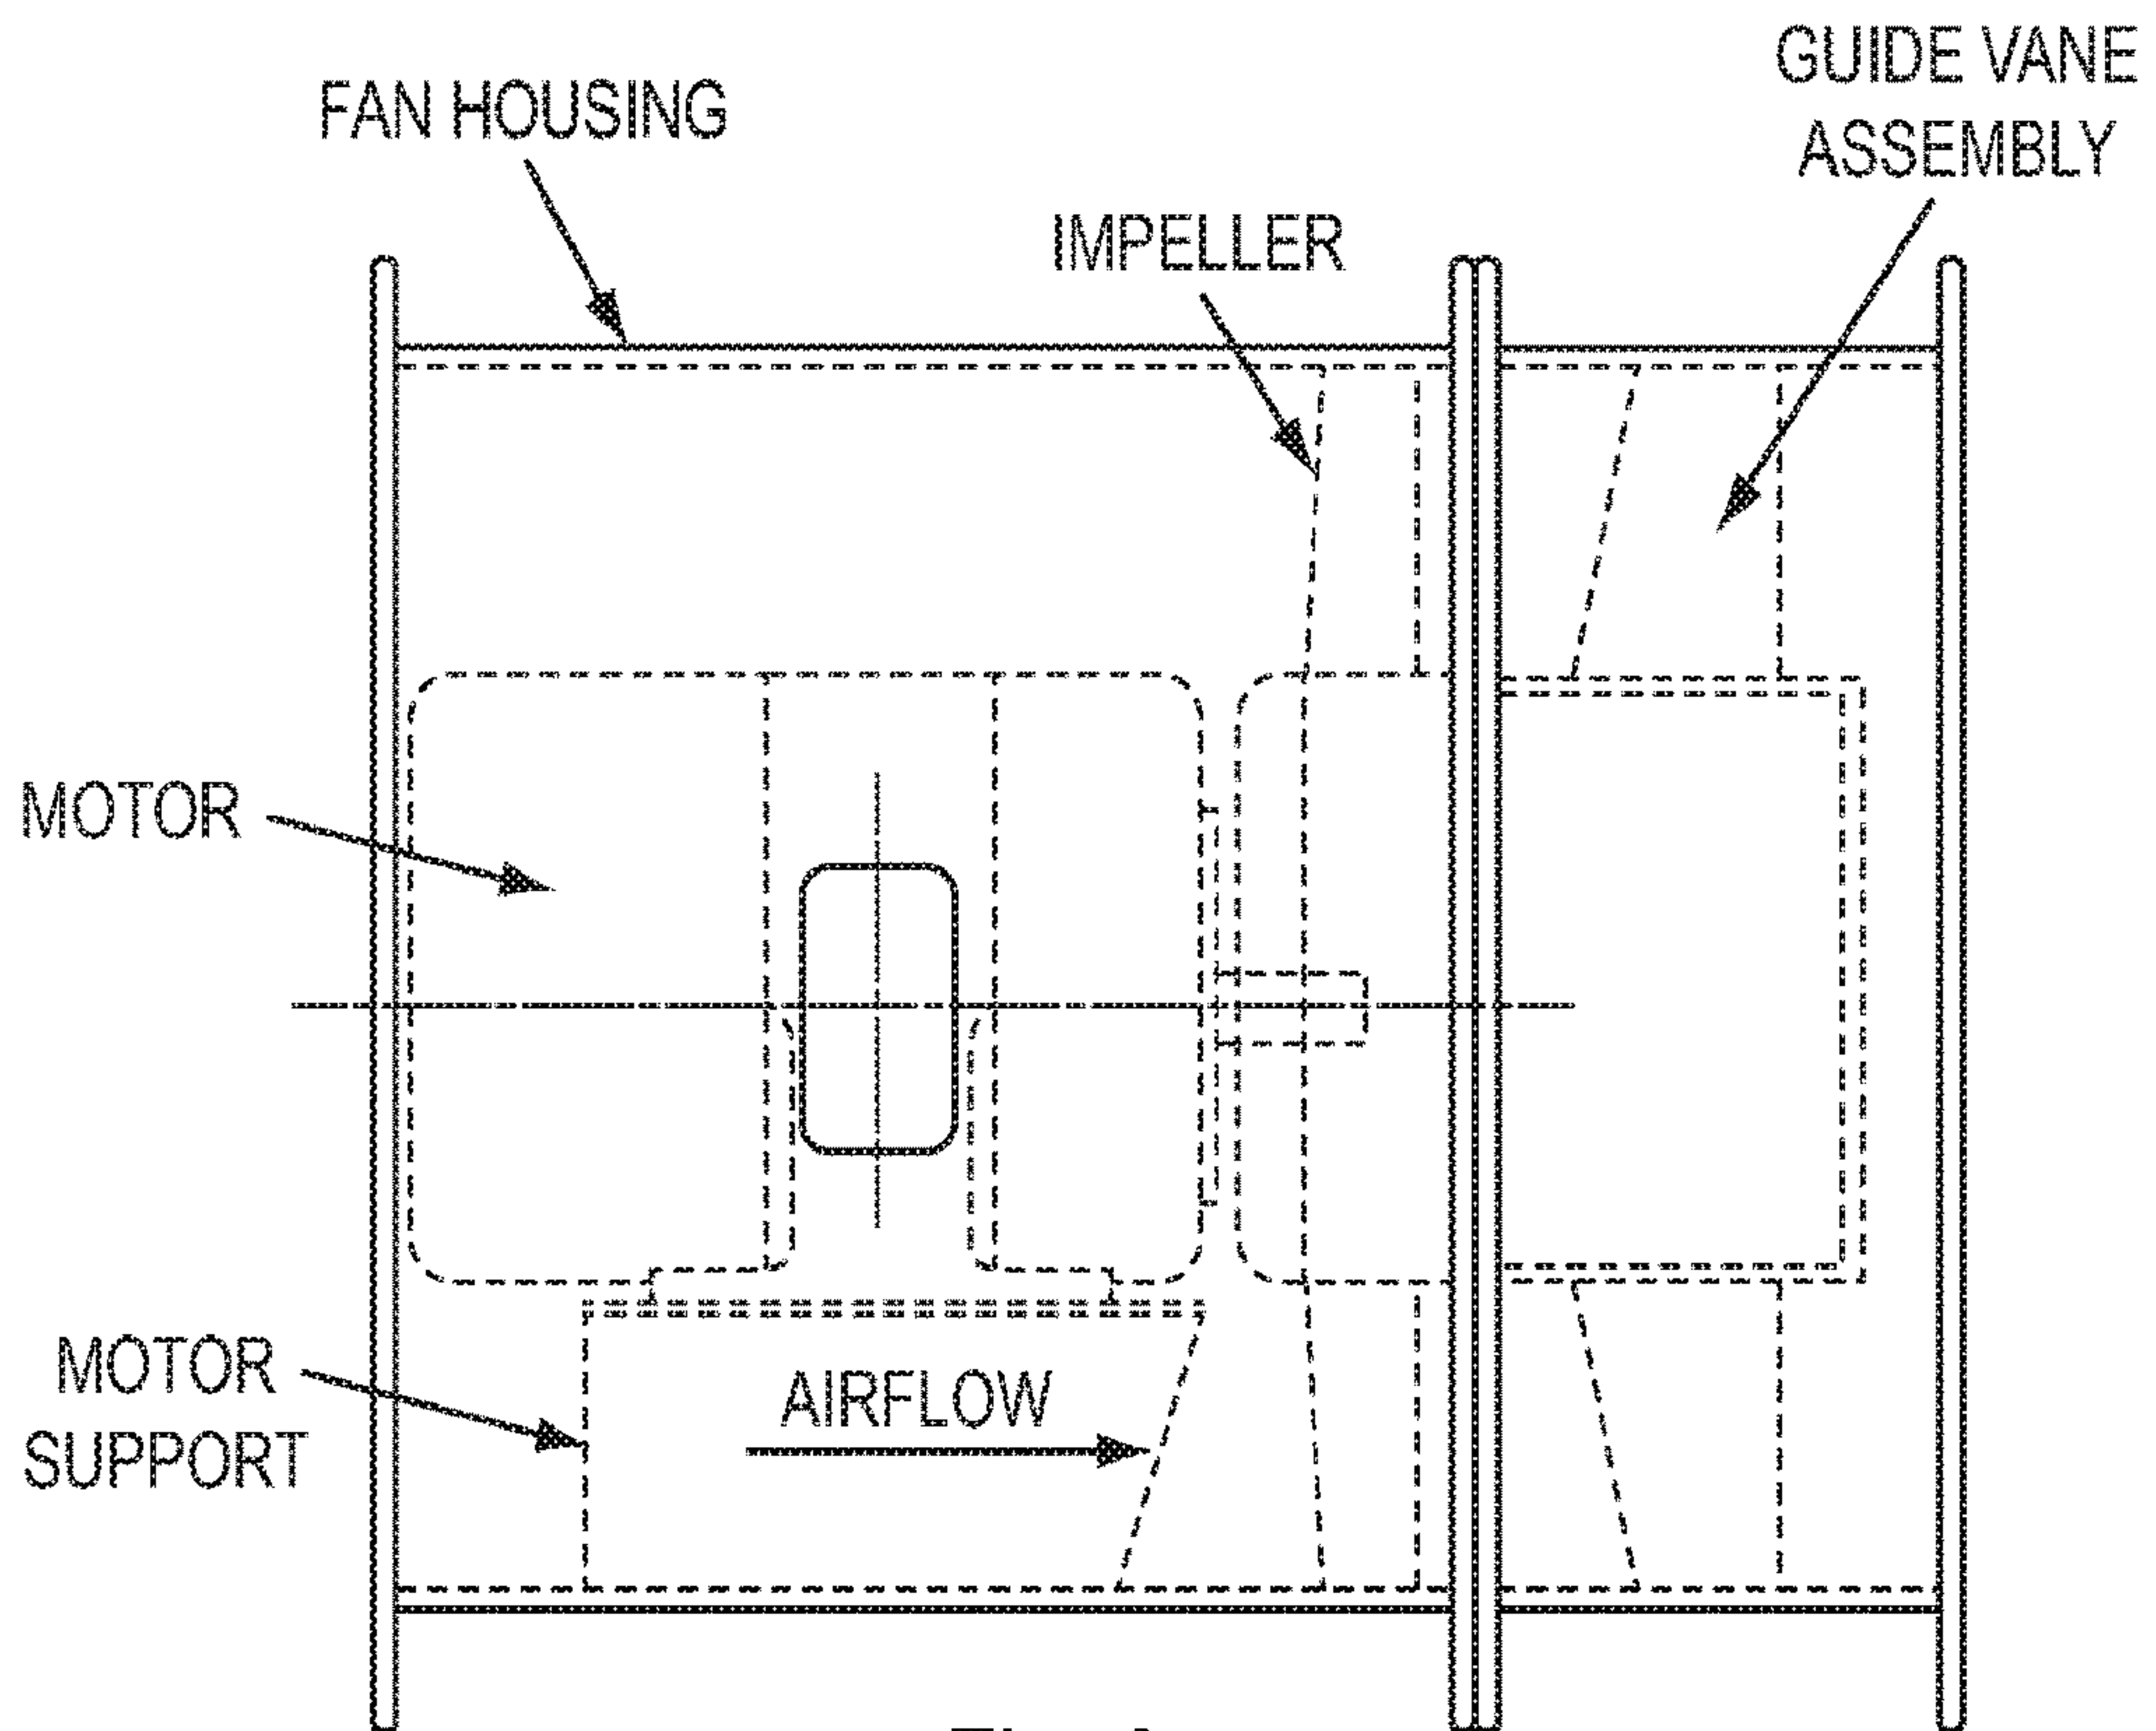 GUIDE VANE
ASSEMBLY
FAN HOUSING
IMPELLER
MOTOR
MOTOR
SUPPORT
AIRFLOW